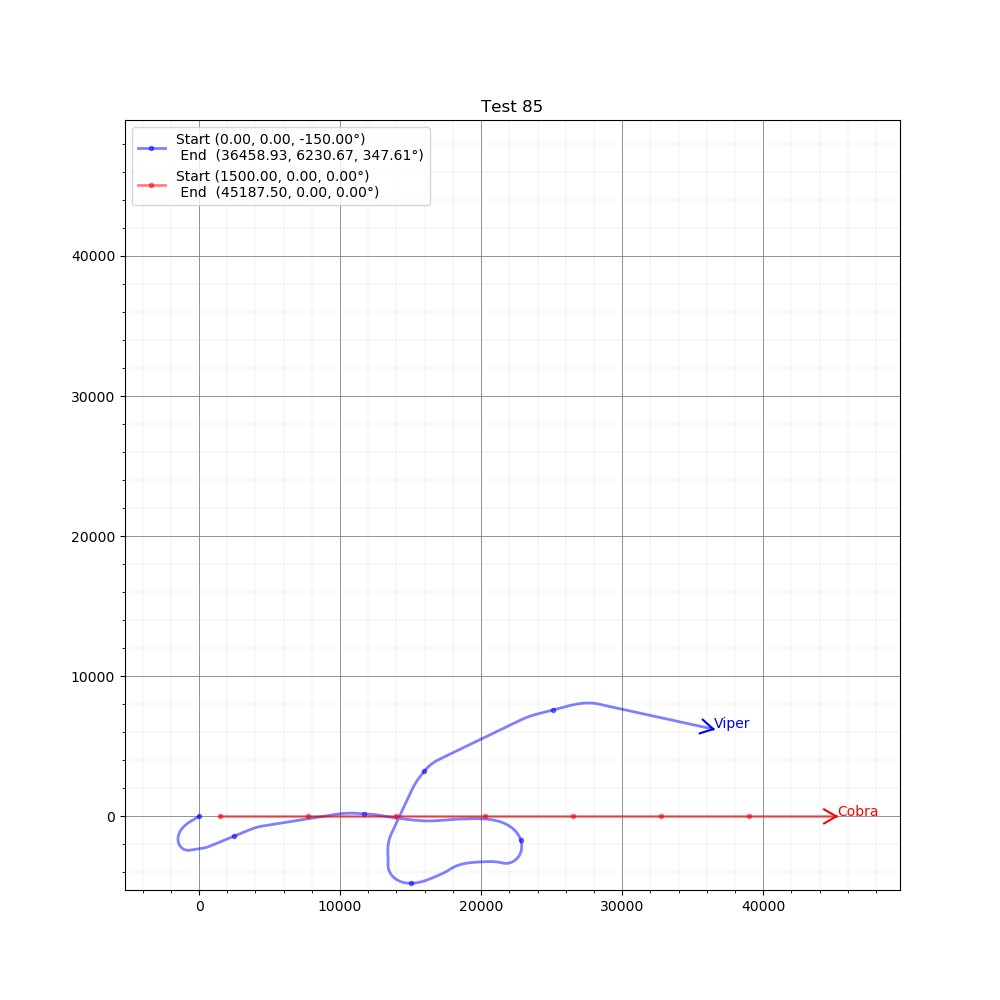 Test 85
Start (0.00, 0.00, -150.00°)
End (36458.93, 6230.67, 347.61°)
Start (1500.00, 0.00, 0.00°)
End (45187.50, 0.00, 0.00°)
40000
30000
20000
10000
0
Viper
Cobra
0
10000
20000
30000
40000